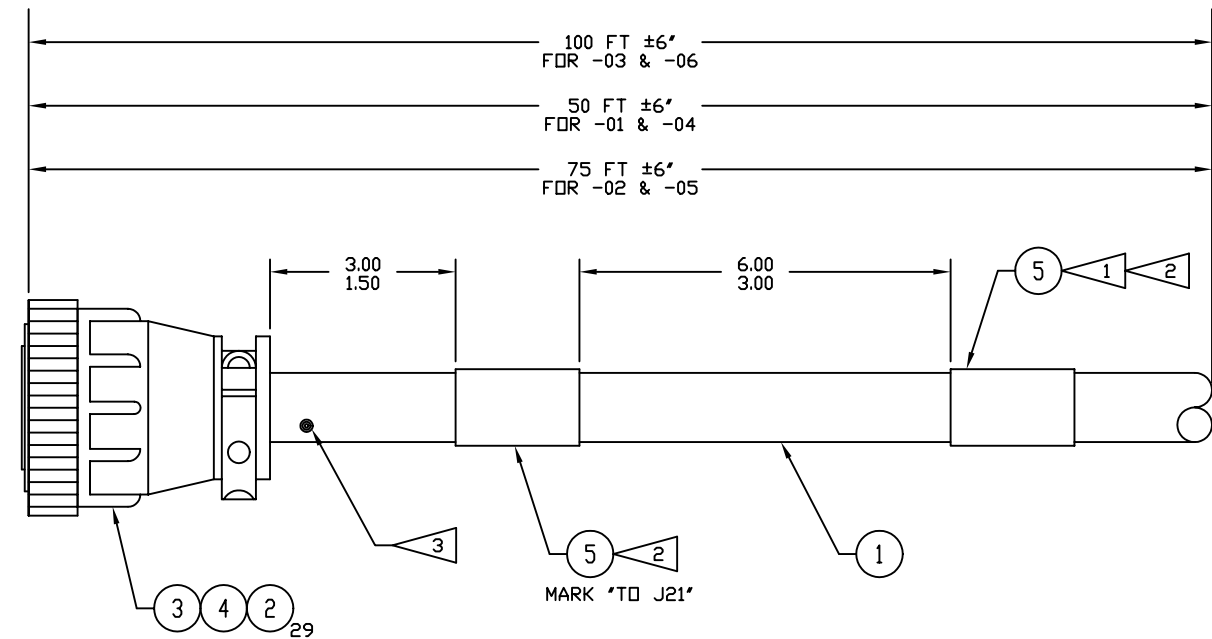 100 FT ±6"
FOR -03 & -06
50 FT ±6"
FOR -01 & -04
75 FT ±6"
FOR -02 & -05
3.00
1.50
6.00
3.00
5 1 2
3
5 2
MARK "TO J21"
1
3 4 2 29